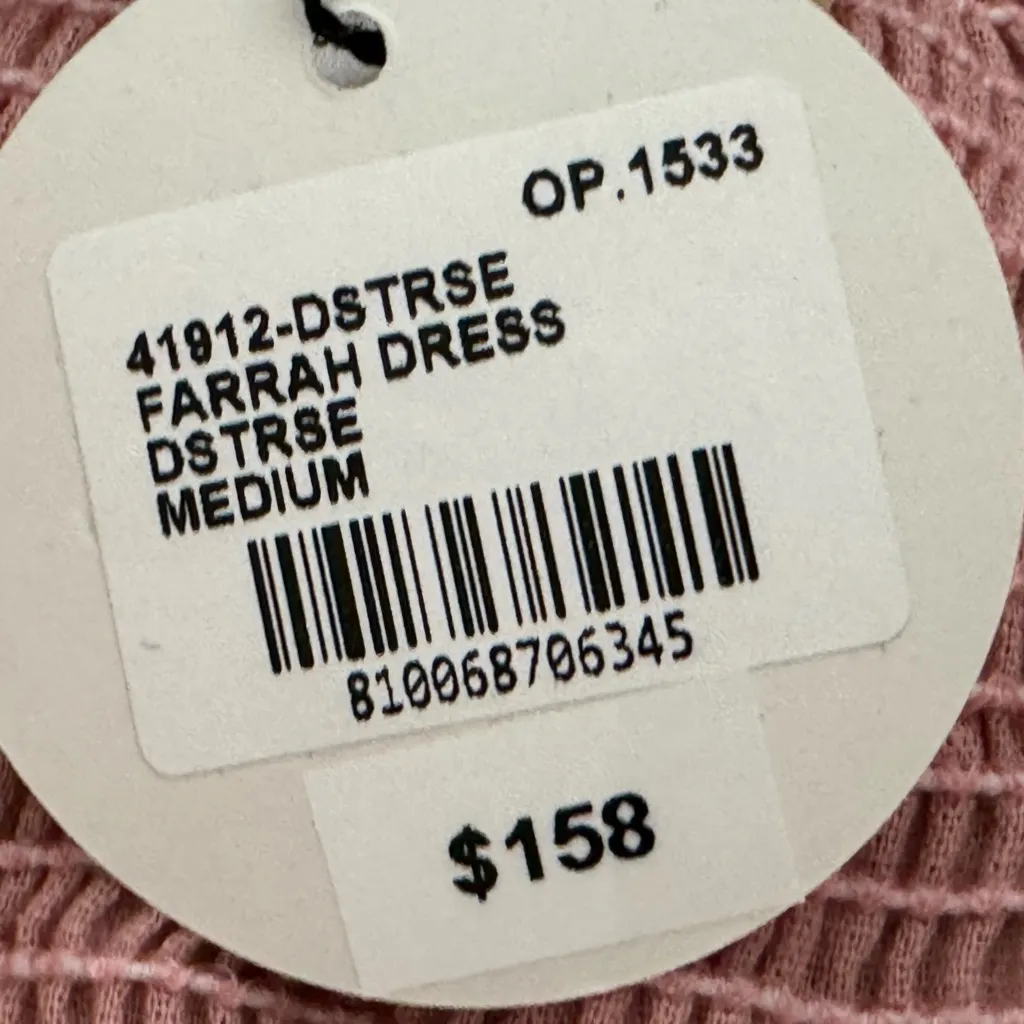 OP.1533
41912-DSTRSE
FARRAH DRESS
DSTRSE
MEDIUM
810068706345
$158